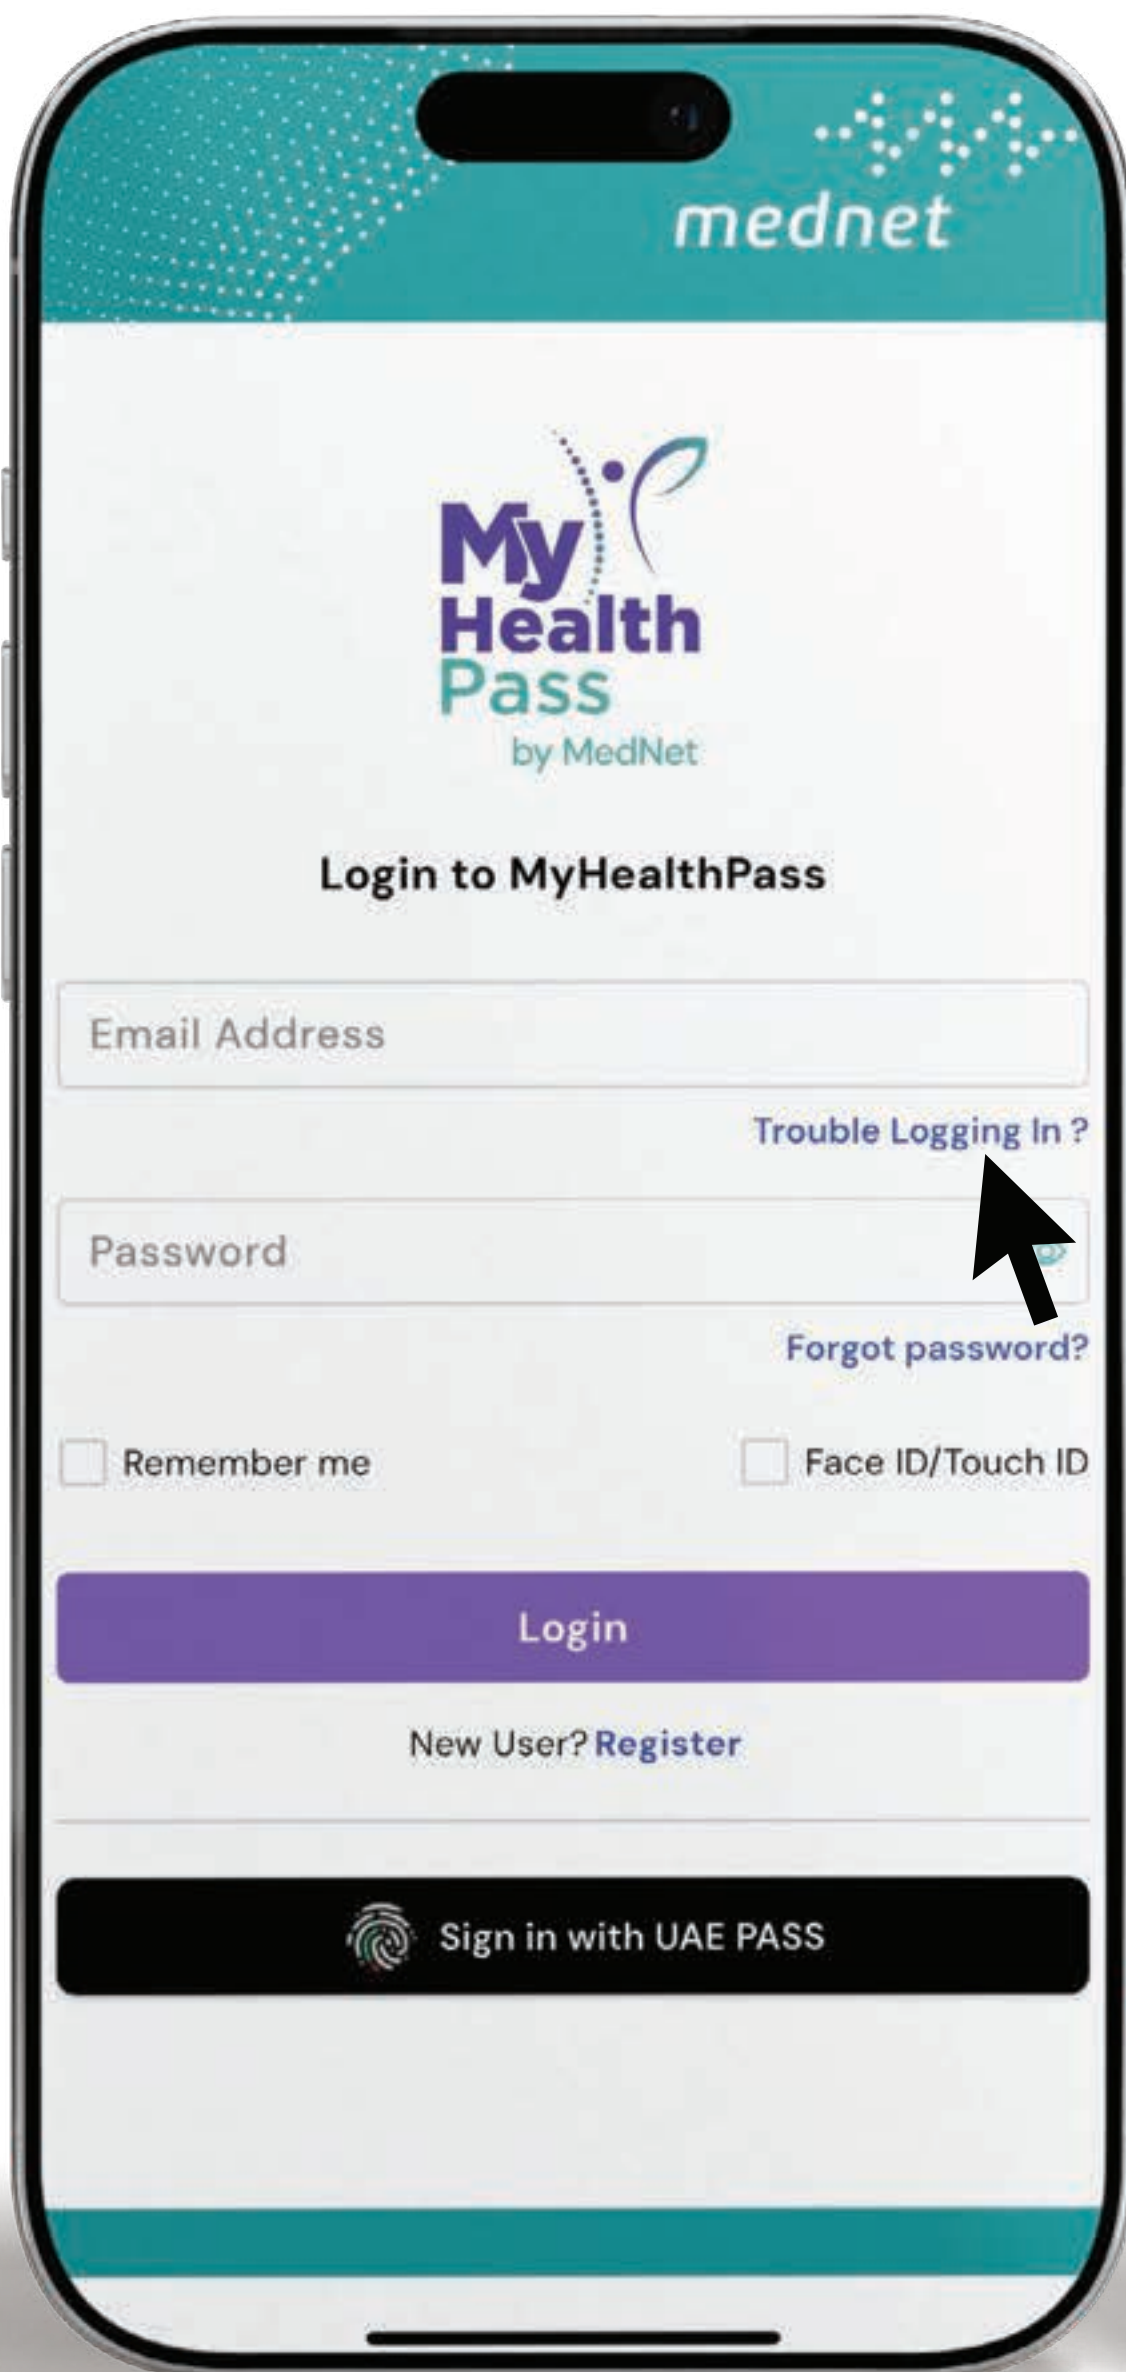 mednet
My
Health
Pass
by MedNet
Login to MyHealthPass
Email Address
Trouble Logging In ?
Password
Forgot password?
Remember me
Face ID/Touch ID
Login
New User? Register
Sign in with UAE PASS